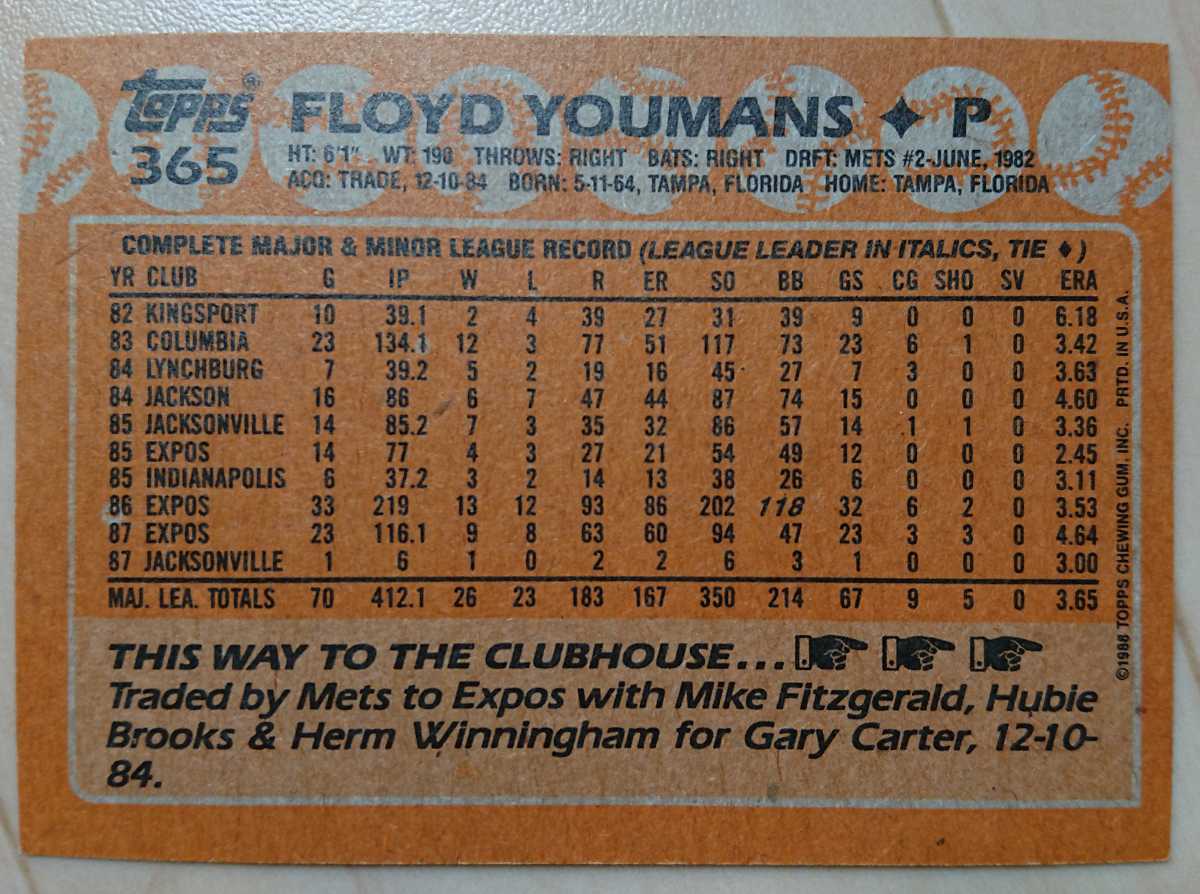 Topps® FLOYD YOUMANS ♦ P
365 HT: 6'1" WT: 190 THROWS: RIGHT BATS: RIGHT DRFT: METS #2-JUNE, 1982
ACQ: TRADE, 12-10-84 BORN: 5-11-64, TAMPA, FLORIDA HOME: TAMPA, FLORIDA
COMPLETE MAJOR & MINOR LEAGUE RECORD (LEAGUE LEADER IN ITALICS, TIE ♦)
YR CLUB G IP W L R ER SO BB GS CG SHO SV ERA
82 KINGSPORT 10 39.1 2 4 39 27 31 39 9 0 0 0 6.18
83 COLUMBIA 23 134.1 12 3 77 51 117 73 23 6 1 0 3.42
84 LYNCHBURG 7 39.2 5 2 19 16 45 27 7 3 0 0 3.63
84 JACKSON 16 86 6 7 47 44 87 74 15 0 0 0 4.60
85 JACKSONVILLE 14 85.2 7 3 35 32 86 57 14 1 1 0 3.36
85 EXPOS 14 77 4 3 27 21 54 49 12 0 0 0 2.45
85 INDIANAPOLIS 6 37.2 3 2 14 13 38 26 6 0 0 0 3.11
86 EXPOS 33 219 13 12 93 86 202 118 32 6 2 0 3.53
87 EXPOS 23 116.1 9 8 63 60 94 47 23 3 3 0 4.64
87 JACKSONVILLE 1 6 1 0 2 2 6 3 1 0 0 0 3.00
MAJ. LEA. TOTALS 70 412.1 26 23 183 167 350 214 67 9 5 0 3.65
THIS WAY TO THE CLUBHOUSE...
Traded by Mets to Expos with Mike Fitzgerald, Hubie
Brooks & Herm Winningham for Gary Carter, 12-10-
84.
©1988 TOPPS CHEWING GUM, INC. PRTD. IN U.S.A.